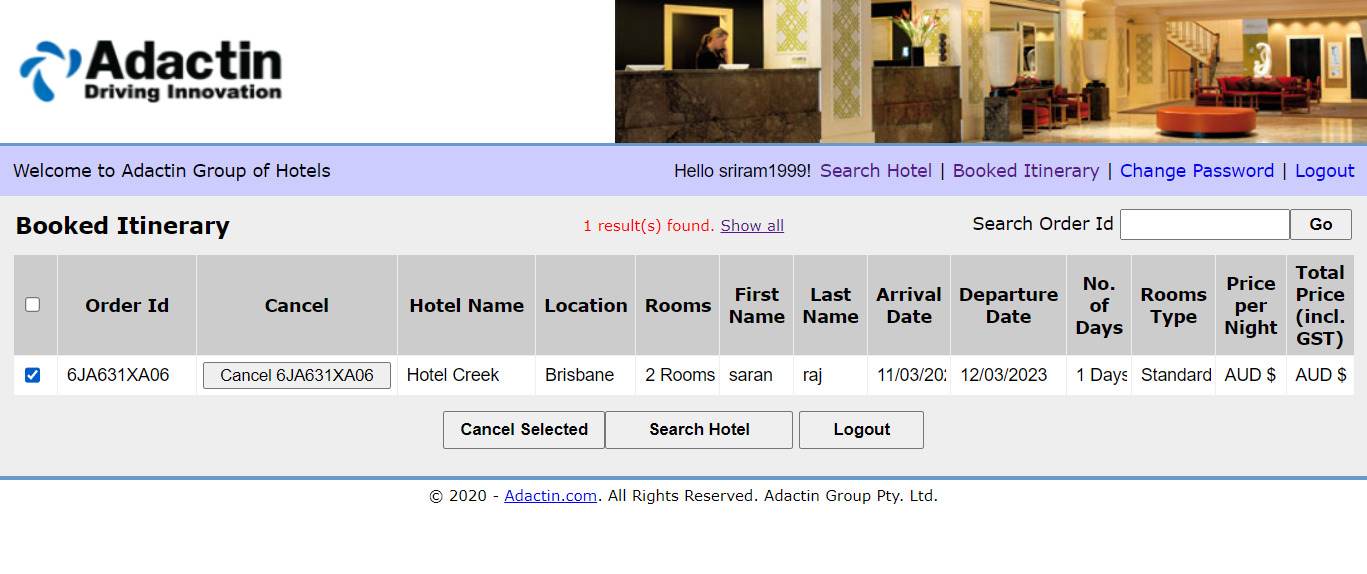 Adactin
Driving Innovation
Welcome to Adactin Group of Hotels
Hello sriram1999! Search Hotel | Booked Itinerary | Change Password | Logout
Booked Itinerary
1 result(s) found. Show all
Search Order Id Go
Order Id Cancel Hotel Name Location Rooms First Name Last Name Arrival Date Departure Date No. of Days Rooms Type Price per Night Total Price (incl. GST)
6JA631XA06 Cancel 6JA631XA06 Hotel Creek Brisbane 2 Rooms saran raj 11/03/202 12/03/2023 1 Days Standard AUD $ AUD $
Cancel Selected Search Hotel Logout
© 2020 - Adactin.com. All Rights Reserved. Adactin Group Pty. Ltd.